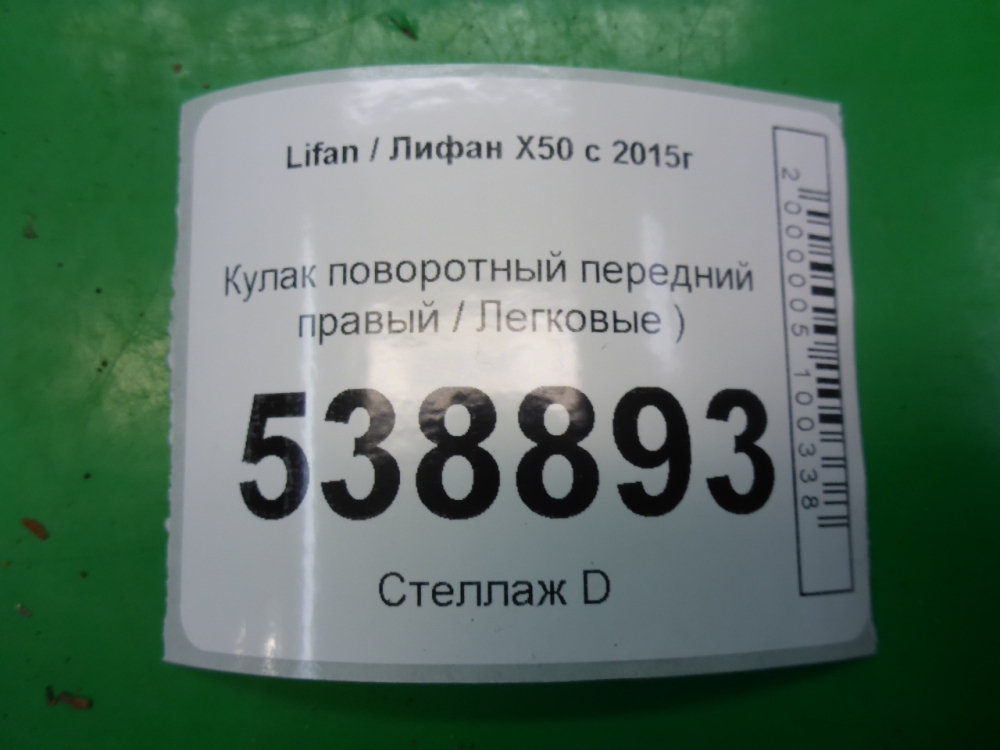 Lifan / Лифан X50 с 2015г
Кулак поворотный передний
правый / Легковые )
538893
Стеллаж D
2000005100338